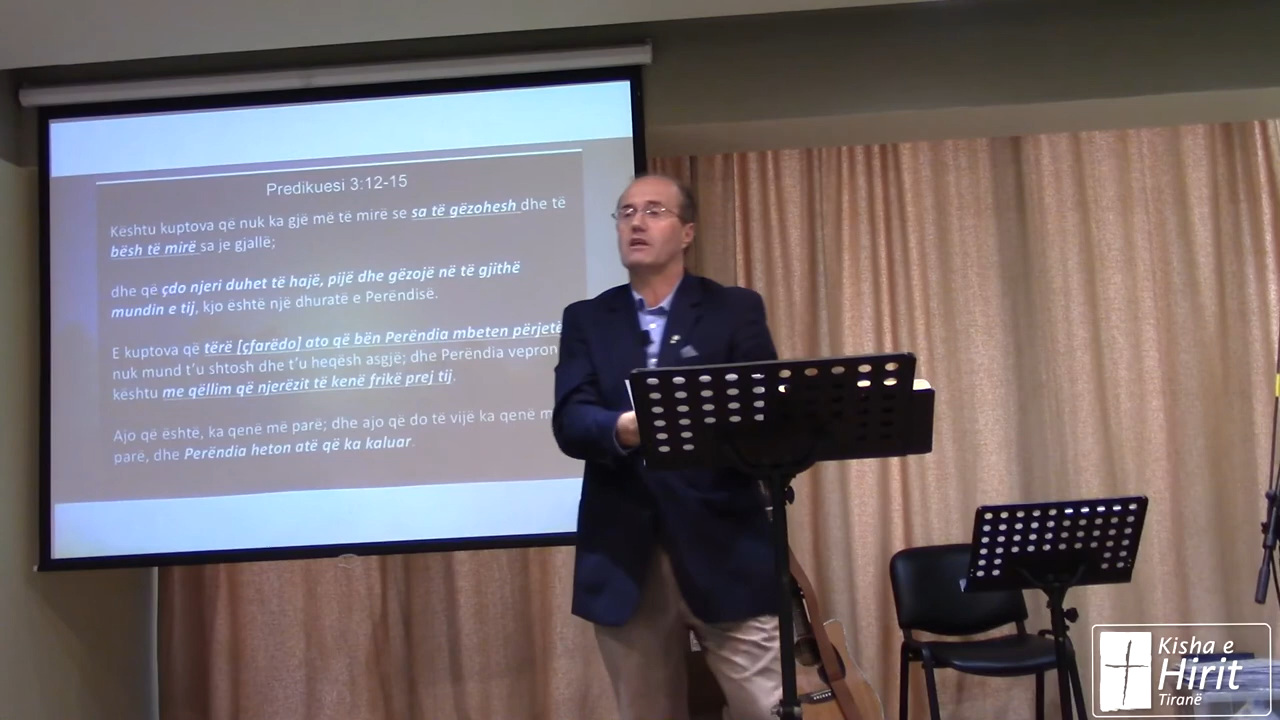 Predikuesi 3:12-15
Kështu kuptova që nuk ka gjë më të mirë se sa të gëzohesh dhe të
bësh të mirë sa je gjallë;
dhe që çdo njeri duhet të hajë, pijë dhe gëzojë në të gjithë
mundin e tij, kjo është një dhuratë e Perëndisë.
E kuptova që tërë [çfarëdo] ato që bën Perëndia mbeten përjetë
nuk mund t'u shtosh dhe t'u heqësh asgjë; dhe Perëndia vepron
kështu me qëllim që njerëzit të kenë frikë prej tij.
Ajo që është, ka qenë më parë; dhe ajo që do të vijë ka qenë
parë, dhe Perëndia heton atë që ka kaluar.
Kisha e
Hirit
Tiranë